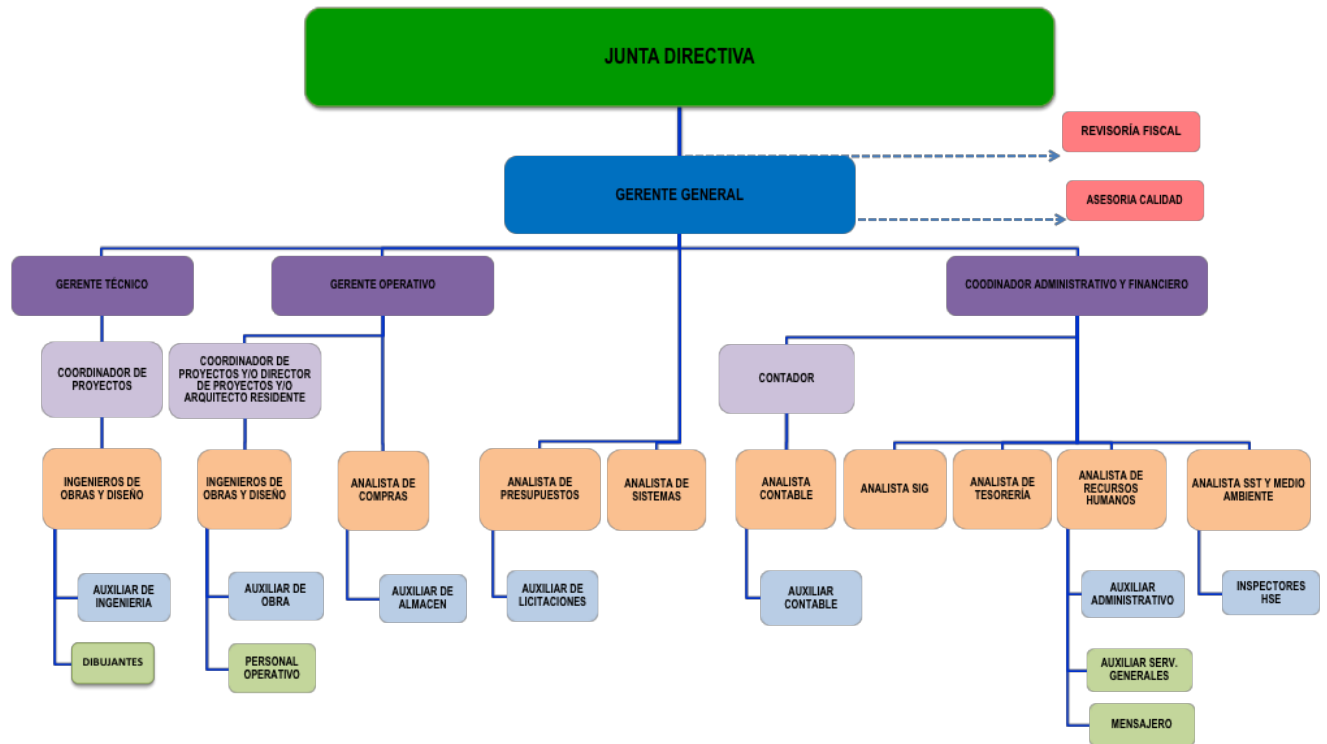 JUNTA DIRECTIVA
REVISORÍA FISCAL
GERENTE GENERAL
ASESORIA CALIDAD
GERENTE TÉCNICO
GERENTE OPERATIVO
COODINADOR ADMINISTRATIVO Y FINANCIERO
COORDINADOR DE
PROYECTOS
COORDINADOR DE
PROYECTOS Y/O DIRECTOR
DE PROYECTOS Y/O
ARQUITECTO RESIDENTE
CONTADOR
INGENIEROS DE
OBRAS Y DISEÑO
INGENIEROS DE
OBRAS Y DISEÑO
ANALISTA DE
COMPRAS
ANALISTA DE
PRESUPUESTOS
ANALISTA DE
SISTEMAS
ANALISTA
CONTABLE
ANALISTA SIG
ANALISTA DE
TESORERÍA
ANALISTA DE
RECURSOS
HUMANOS
ANALISTA SST Y MEDIO
AMBIENTE
AUXILIAR DE
INGENIERIA
AUXILIAR DE
OBRA
AUXILIAR DE
ALMACEN
AUXILIAR DE
LICITACIONES
AUXILIAR
CONTABLE
AUXILIAR
ADMINISTRATIVO
INSPECTORES
HSE
DIBUJANTES
PERSONAL
OPERATIVO
AUXILIAR SERV.
GENERALES
MENSAJERO